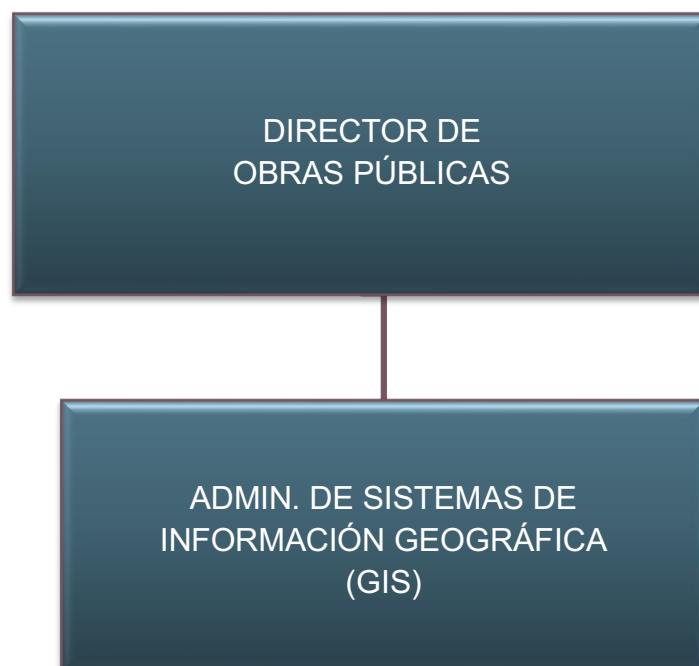 DIRECTOR DE
OBRAS PÚBLICAS
ADMIN. DE SISTEMAS DE
INFORMACIÓN GEOGRÁFICA
(GIS)